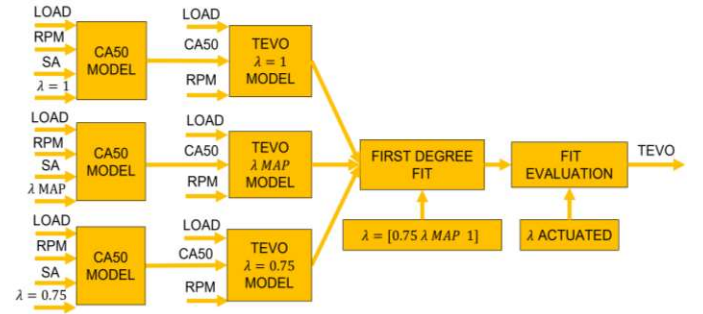 LOAD
RPM
SA
λ = 1
CA50
MODEL
LOAD
CA50
RPM
TEVO
λ = 1
MODEL
LOAD
RPM
SA
λ MAP
CA50
MODEL
LOAD
CA50
RPM
TEVO
λ MAP
MODEL
LOAD
RPM
SA
λ = 0.75
CA50
MODEL
LOAD
CA50
RPM
TEVO
λ = 0.75
MODEL
FIRST DEGREE
FIT
λ = [0.75 λ MAP 1]
FIT
EVALUATION
λ ACTUATED
TEVO